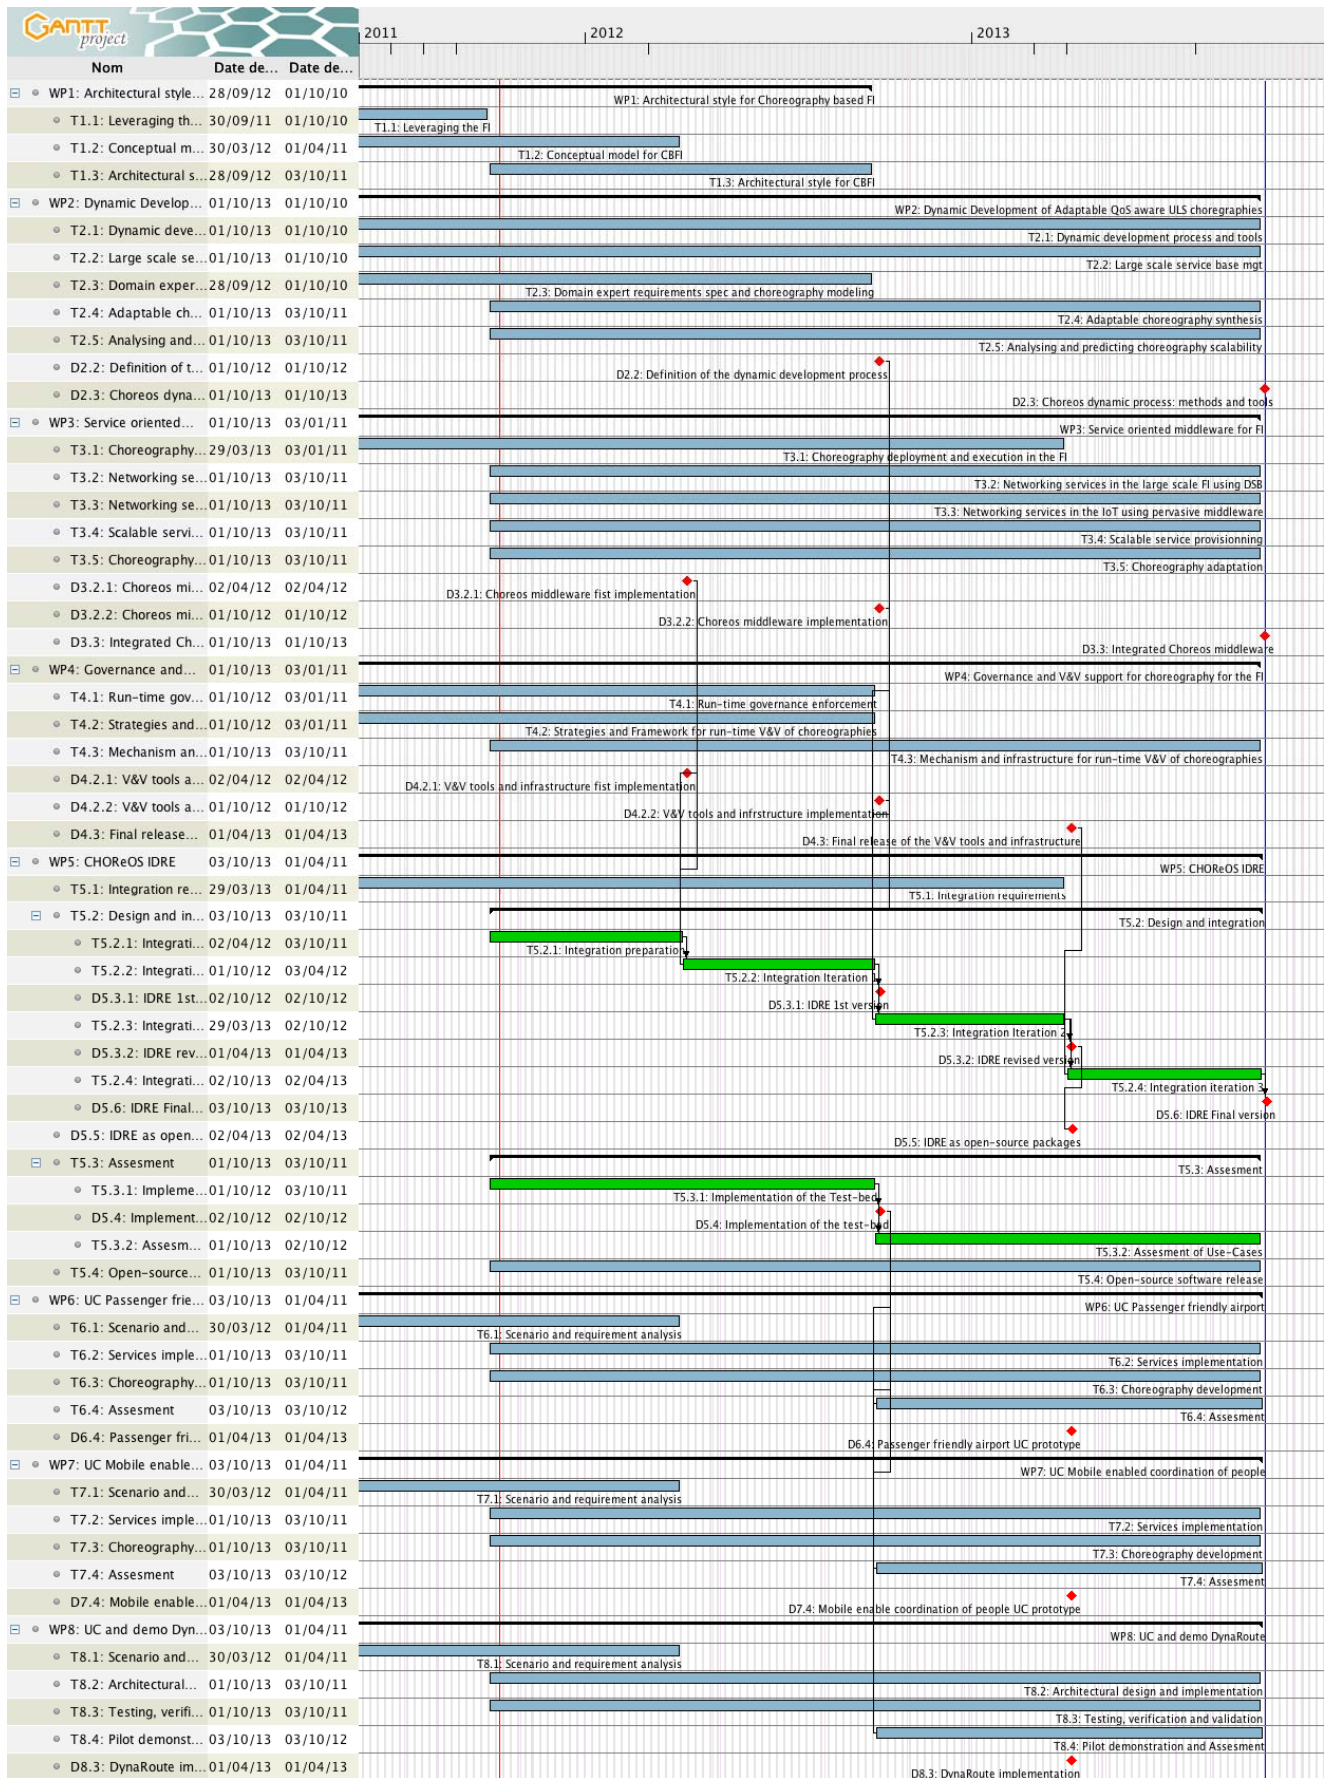 GANTT project
2011 2012 2013
Nom Date de... Date de...
WP1: Architectural style... 28/09/12 01/10/10 WP1: Architectural style for Choreography based FI
T1.1: Leveraging th... 30/09/11 01/10/10 T1.1: Leveraging the FI
T1.2: Conceptual m... 30/03/12 01/04/11 T1.2: Conceptual model for CBFI
T1.3: Architectural s... 28/09/12 03/10/11 T1.3: Architectural style for CBFI
WP2: Dynamic Develop... 01/10/13 01/10/10 WP2: Dynamic Development of Adaptable QoS aware ULS choregraphies
T2.1: Dynamic deve... 01/10/13 01/10/10 T2.1: Dynamic development process and tools
T2.2: Large scale se... 01/10/13 01/10/10 T2.2: Large scale service base mgt
T2.3: Domain exper... 28/09/12 01/10/10 T2.3: Domain expert requirements spec and choreography modeling
T2.4: Adaptable ch... 01/10/13 03/10/11 T2.4: Adaptable choreography synthesis
T2.5: Analysing and... 01/10/13 03/10/11 T2.5: Analysing and predicting choreography scalability
D2.2: Definition of t... 01/10/12 01/10/12 D2.2: Definition of the dynamic development process
D2.3: Choreos dyna... 01/10/13 01/10/13 D2.3: Choreos dynamic process: methods and tools
WP3: Service oriented... 01/10/13 03/01/11 WP3: Service oriented middleware for FI
T3.1: Choreography... 29/03/13 03/01/11 T3.1: Choreography deployment and execution in the FI
T3.2: Networking se... 01/10/13 03/10/11 T3.2: Networking services in the large scale FI using DSB
T3.3: Networking se... 01/10/13 03/10/11 T3.3: Networking services in the IoT using pervasive middleware
T3.4: Scalable servi... 01/10/13 03/10/11 T3.4: Scalable service provisionning
T3.5: Choreography... 01/10/13 03/10/11 T3.5: Choreography adaptation
D3.2.1: Choreos mi... 02/04/12 02/04/12 D3.2.1: Choreos middleware fist implementation
D3.2.2: Choreos mi... 01/10/12 01/10/12 D3.2.2: Choreos middleware implementation
D3.3: Integrated Ch... 01/10/13 01/10/13 D3.3: Integrated Choreos middleware
WP4: Governance and... 01/10/13 03/01/11 WP4: Governance and V&V support for choreography for the FI
T4.1: Run-time gov... 01/10/12 03/01/11 T4.1: Run-time governance enforcement
T4.2: Strategies and... 01/10/12 03/01/11 T4.2: Strategies and Framework for run-time V&V of choreographies
T4.3: Mechanism an... 01/10/13 03/10/11 T4.3: Mechanism and infrastructure for run-time V&V of choreographies
D4.2.1: V&V tools a... 02/04/12 02/04/12 D4.2.1: V&V tools and infrastructure fist implementation
D4.2.2: V&V tools a... 01/10/12 01/10/12 D4.2.2: V&V tools and infrstructure implementation
D4.3: Final release... 01/04/13 01/04/13 D4.3: Final release of the V&V tools and infrastructure
WP5: CHOReOS IDRE 03/10/13 01/04/11 WP5: CHOReOS IDRE
T5.1: Integration re... 29/03/13 01/04/11 T5.1: Integration requirements
T5.2: Design and in... 03/10/13 03/10/11 T5.2: Design and integration
T5.2.1: Integrati... 02/04/12 03/10/11 T5.2.1: Integration preparation
T5.2.2: Integrati... 01/10/12 03/04/12 T5.2.2: Integration Iteration
D5.3.1: IDRE 1st... 02/10/12 02/10/12 D5.3.1: IDRE 1st version
T5.2.3: Integrati... 29/03/13 02/10/12 T5.2.3: Integration Iteration 2
D5.3.2: IDRE rev... 01/04/13 01/04/13 D5.3.2: IDRE revised version
T5.2.4: Integrati... 02/10/13 02/04/13 T5.2.4: Integration iteration 3
D5.6: IDRE Final... 03/10/13 03/10/13 D5.6: IDRE Final version
D5.5: IDRE as open... 02/04/13 02/04/13 D5.5: IDRE as open-source packages
T5.3: Assesment 01/10/13 03/10/11 T5.3: Assesment
T5.3.1: Impleme... 01/10/12 03/10/11 T5.3.1: Implementation of the Test-bed
D5.4: Implement... 02/10/12 02/10/12 D5.4: Implementation of the test-bed
T5.3.2: Assesm... 01/10/13 02/10/12 T5.3.2: Assesment of Use-Cases
T5.4: Open-source... 01/10/13 03/10/11 T5.4: Open-source software release
WP6: UC Passenger frie... 03/10/13 01/04/11 WP6: UC Passenger friendly airport
T6.1: Scenario and... 30/03/12 01/04/11 T6.1: Scenario and requirement analysis
T6.2: Services imple... 01/10/13 03/10/11 T6.2: Services implementation
T6.3: Choreography... 01/10/13 03/10/11 T6.3: Choreography development
T6.4: Assesment 03/10/13 03/10/12 T6.4: Assesment
D6.4: Passenger fri... 01/04/13 01/04/13 D6.4: Passenger friendly airport UC prototype
WP7: UC Mobile enable... 03/10/13 01/04/11 WP7: UC Mobile enabled coordination of people
T7.1: Scenario and... 30/03/12 01/04/11 T7.1: Scenario and requirement analysis
T7.2: Services imple... 01/10/13 03/10/11 T7.2: Services implementation
T7.3: Choreography... 01/10/13 03/10/11 T7.3: Choreography development
T7.4: Assesment 03/10/13 03/10/12 T7.4: Assesment
D7.4: Mobile enable... 01/04/13 01/04/13 D7.4: Mobile enable coordination of people UC prototype
WP8: UC and demo Dyn... 03/10/13 01/04/11 WP8: UC and demo DynaRoute
T8.1: Scenario and... 30/03/12 01/04/11 T8.1: Scenario and requirement analysis
T8.2: Architectural... 01/10/13 03/10/11 T8.2: Architectural design and implementation
T8.3: Testing, verifi... 01/10/13 03/10/11 T8.3: Testing, verification and validation
T8.4: Pilot demonst... 03/10/13 03/10/12 T8.4: Pilot demonstration and Assesment
D8.3: DynaRoute im... 01/04/13 01/04/13 D8.3: DynaRoute implementation